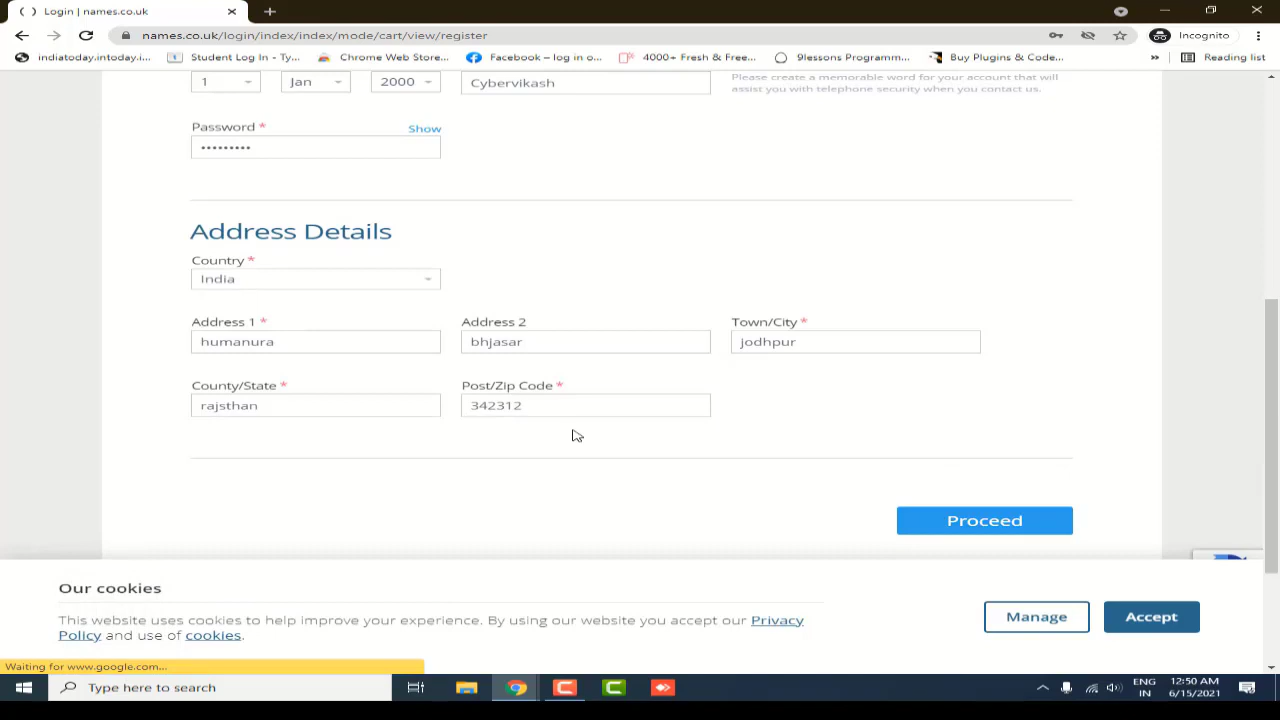 Login | names.co.uk
names.co.uk/login/index/index/mode/cart/view/register
Incognito
indiatoday.intoday.i...
Student Log In - Ty...
Chrome Web Store...
Facebook – log in o...
4000+ Fresh & Free...
9lessons Programm...
Buy Plugins & Code...
»
Reading list
1
Jan
2000
Cybervikash
Please create a memorable word for your account that will
assist you with telephone security when you contact us.
Password *
Show
•••••••••
Address Details
Country *
India
Address 1 *
Address 2
Town/City *
humanura
bhjasar
jodhpur
County/State *
Post/Zip Code *
rajsthan
342312
Proceed
Our cookies
This website uses cookies to help improve your experience. By using our website you accept our Privacy
Policy and use of cookies.
Manage
Accept
Waiting for www.google.com...
Type here to search
ENG
IN
12:50 AM
6/15/2021